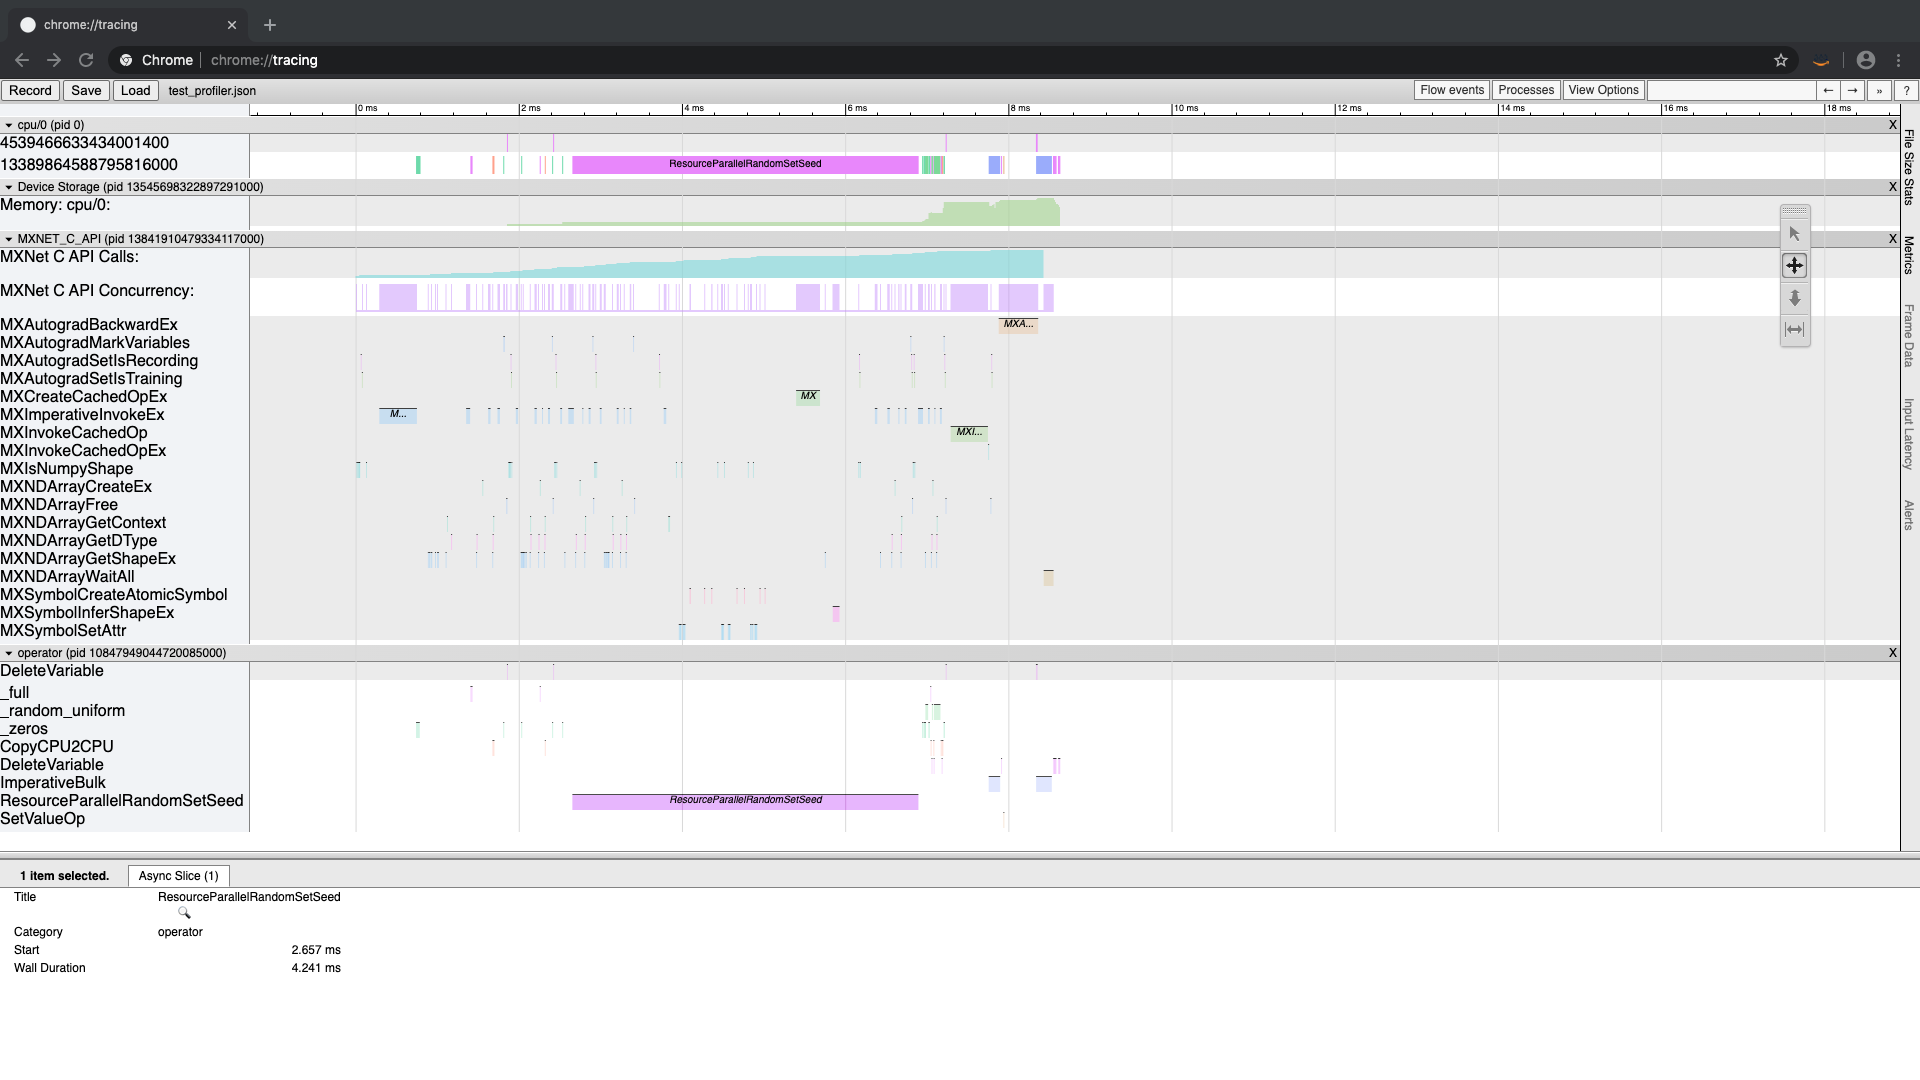 chrome://tracing
Chrome chrome://tracing
Record Save Load test_profiler.json Flow events Processes View Options ← → » ?
0 ms 2 ms 4 ms 6 ms 8 ms 10 ms 12 ms 14 ms 16 ms 18 ms
cpu/0 (pid 0) X
4539466633434001400
13389864588795816000 ResourceParallelRandomSetSeed
Device Storage (pid 13545698322897291000) X
Memory: cpu/0:
MXNET_C_API (pid 13841910479334117000) X
MXNet C API Calls:
MXNet C API Concurrency:
MXAutogradBackwardEx MXA...
MXAutogradMarkVariables
MXAutogradSetIsRecording
MXAutogradSetIsTraining
MXCreateCachedOpEx MX
MXImperativeInvokeEx M...
MXInvokeCachedOp MXI...
MXInvokeCachedOpEx
MXIsNumpyShape
MXNDArrayCreateEx
MXNDArrayFree
MXNDArrayGetContext
MXNDArrayGetDType
MXNDArrayGetShapeEx
MXNDArrayWaitAll
MXSymbolCreateAtomicSymbol
MXSymbolInferShapeEx
MXSymbolSetAttr
operator (pid 10847949044720085000) X
DeleteVariable
_full
_random_uniform
_zeros
CopyCPU2CPU
DeleteVariable
ImperativeBulk
ResourceParallelRandomSetSeed ResourceParallelRandomSetSeed
SetValueOp
File Size Stats
Metrics
Frame Data
Input Latency
Alerts
1 item selected. Async Slice (1)
Title ResourceParallelRandomSetSeed
Category operator
Start 2.657 ms
Wall Duration 4.241 ms